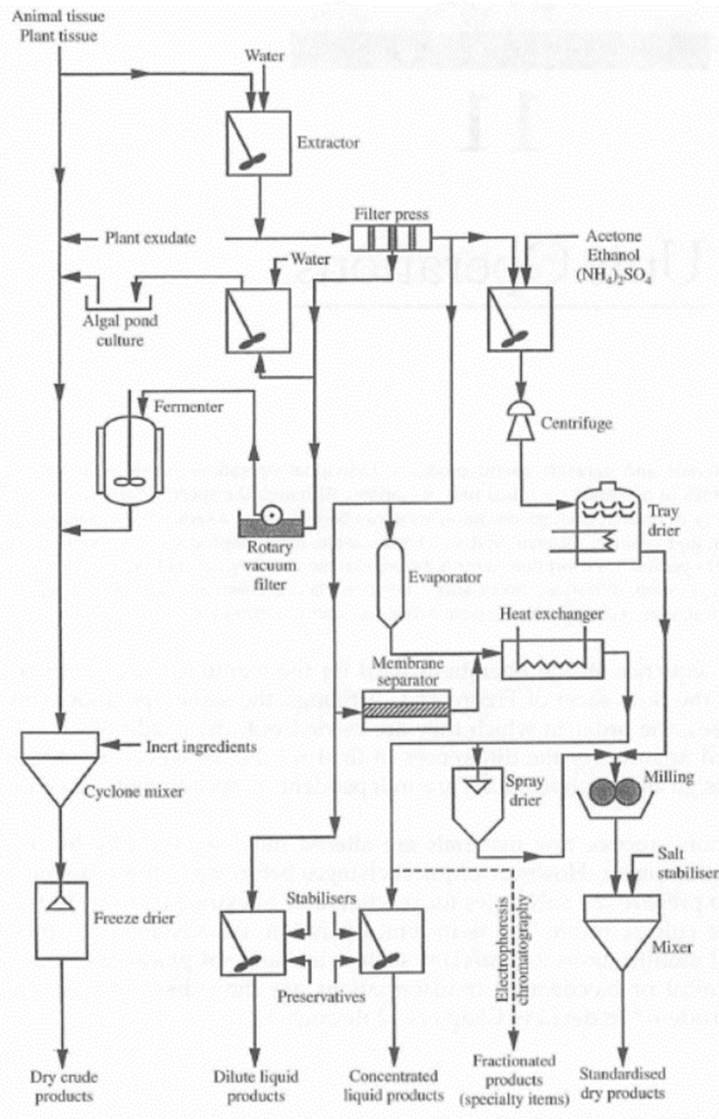 Animal tissue
Plant tissue
Water
Extractor
Filter press
Plant exudate
Acetone
Ethanol
(NH4)2SO4
Water
Algal pond
culture
Fermenter
Centrifuge
Tray
drier
Rotary
vacuum
filter
Evaporator
Heat exchanger
Membrane
separator
Inert ingredients
Cyclone mixer
Spray
drier
Milling
Salt
stabiliser
Freeze drier
Stabilisers
Preservatives
Electrophoresis
chromatography
Mixer
Dry crude
products
Dilute liquid
products
Concentrated
liquid products
Fractionated
products
(specialty items)
Standardised
dry products